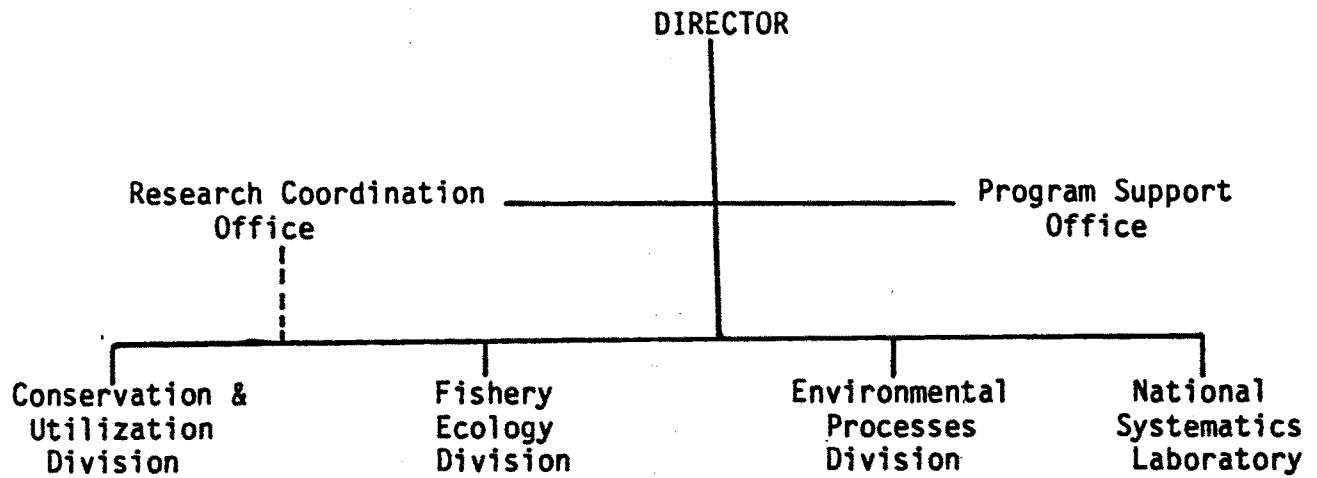 DIRECTOR
Research Coordination
Office
Program Support
Office
Conservation &
Utilization
Division
Fishery
Ecology
Division
Environmental
Processes
Division
National
Systematics
Laboratory